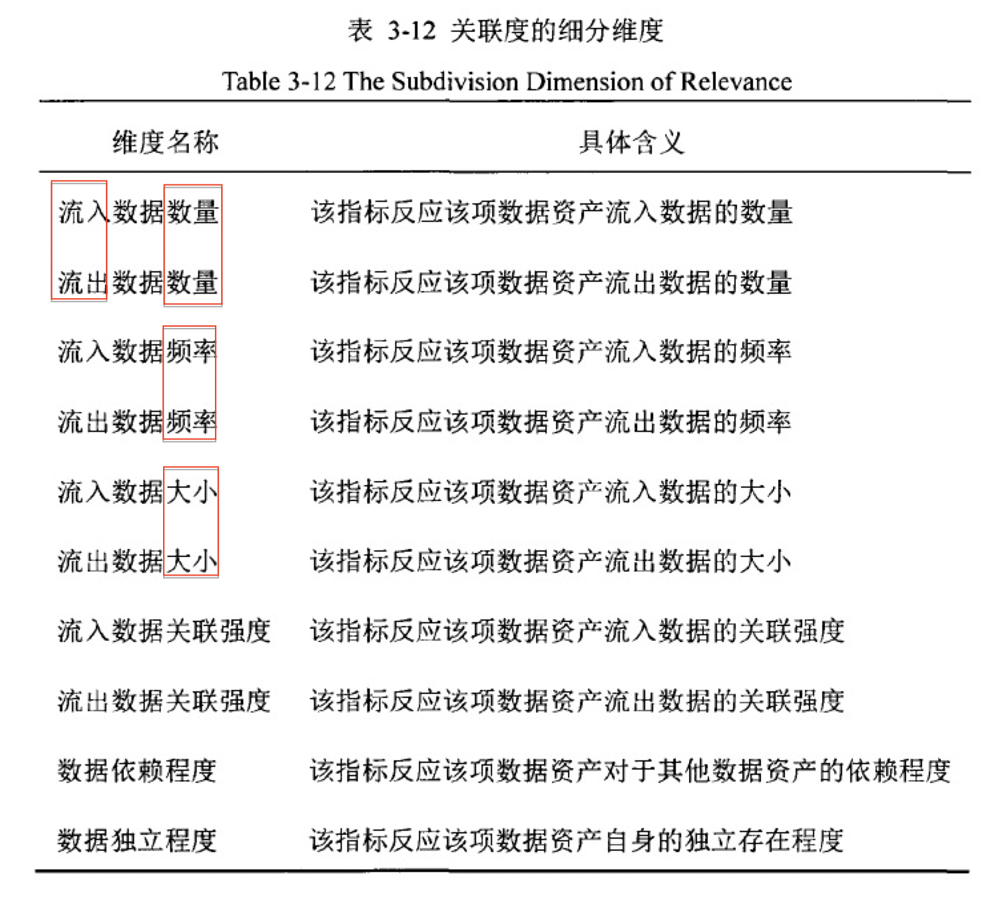 表 3-12 关联度的细分维度
Table 3-12 The Subdivision Dimension of Relevance
维度名称 具体含义
流入数据数量 该指标反应该项数据资产流入数据的数量
流出数据数量 该指标反应该项数据资产流出数据的数量
流入数据频率 该指标反应该项数据资产流入数据的频率
流出数据频率 该指标反应该项数据资产流出数据的频率
流入数据大小 该指标反应该项数据资产流入数据的大小
流出数据大小 该指标反应该项数据资产流出数据的大小
流入数据关联强度 该指标反应该项数据资产流入数据的关联强度
流出数据关联强度 该指标反应该项数据资产流出数据的关联强度
数据依赖程度 该指标反应该项数据资产对于其他数据资产的依赖程度
数据独立程度 该指标反应该项数据资产自身的独立存在程度